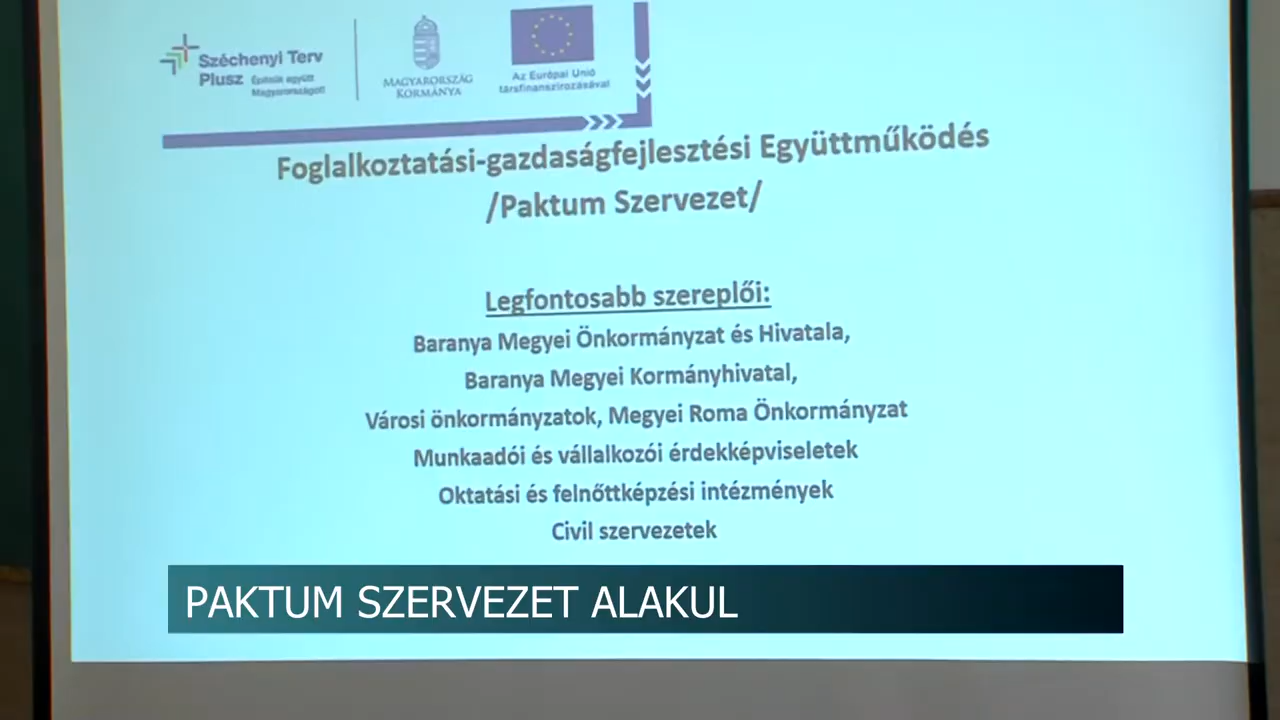 Széchenyi Terv
Plusz
Építsük együtt
Magyarországot!
MAGYARORSZÁG
KORMÁNYA
Az Európai Unió
társfinanszírozásával
Foglalkoztatási-gazdaságfejlesztési Együttműködés
/Paktum Szervezet/
Legfontosabb szereplői:
Baranya Megyei Önkormányzat és Hivatala,
Baranya Megyei Kormányhivatal,
Városi önkormányzatok, Megyei Roma Önkormányzat
Munkaadói és vállalkozói érdekképviseletek
Oktatási és felnőttképzési intézmények
Civil szervezetek
PAKTUM SZERVEZET ALAKUL